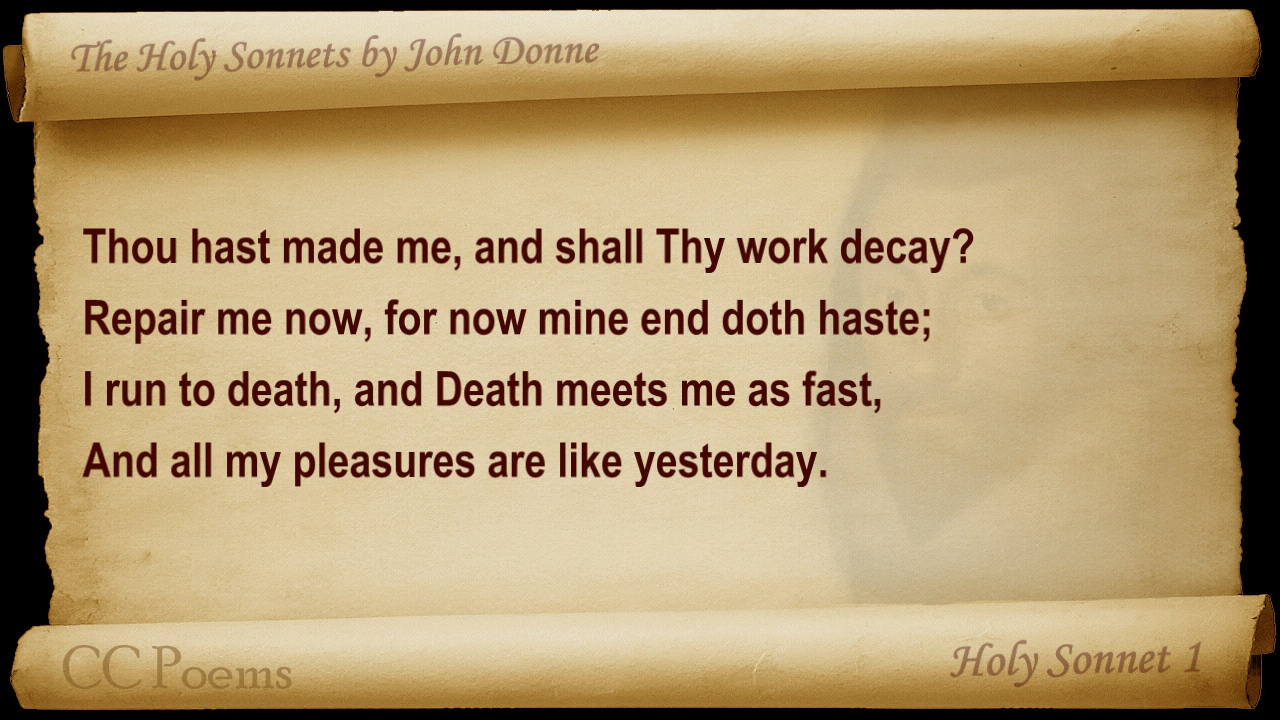 The Holy Sonnets by John Donne
Thou hast made me, and shall Thy work decay?
Repair me now, for now mine end doth haste;
I run to death, and Death meets me as fast,
And all my pleasures are like yesterday.
CC Poems
Holy Sonnet 1